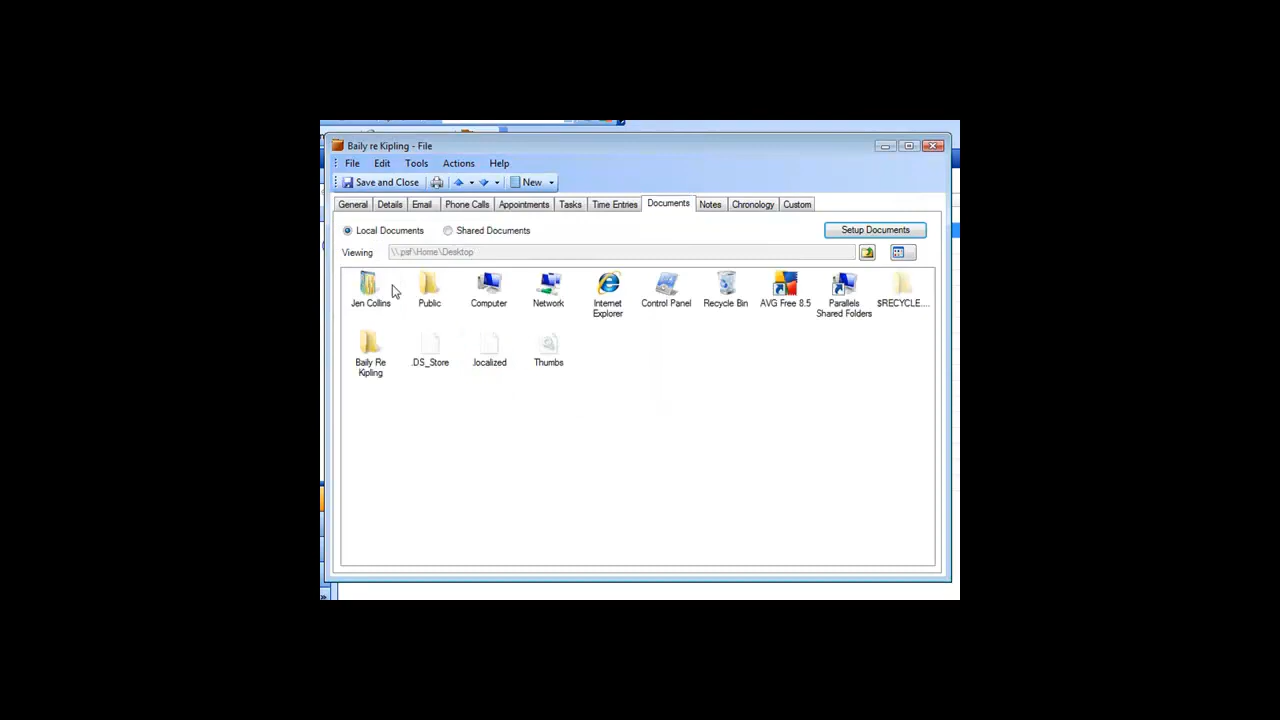 Baily re Kipling - File
File Edit Tools Actions Help
Save and Close New
General Details Email Phone Calls Appointments Tasks Time Entries Documents Notes Chronology Custom
Local Documents Shared Documents Setup Documents
Viewing \\.psf\Home\Desktop
Jen Collins Public Computer Network Internet Explorer Control Panel Recycle Bin AVG Free 8.5 Parallels Shared Folders $RECYCLE....
Baily Re Kipling .DS_Store .localized Thumbs